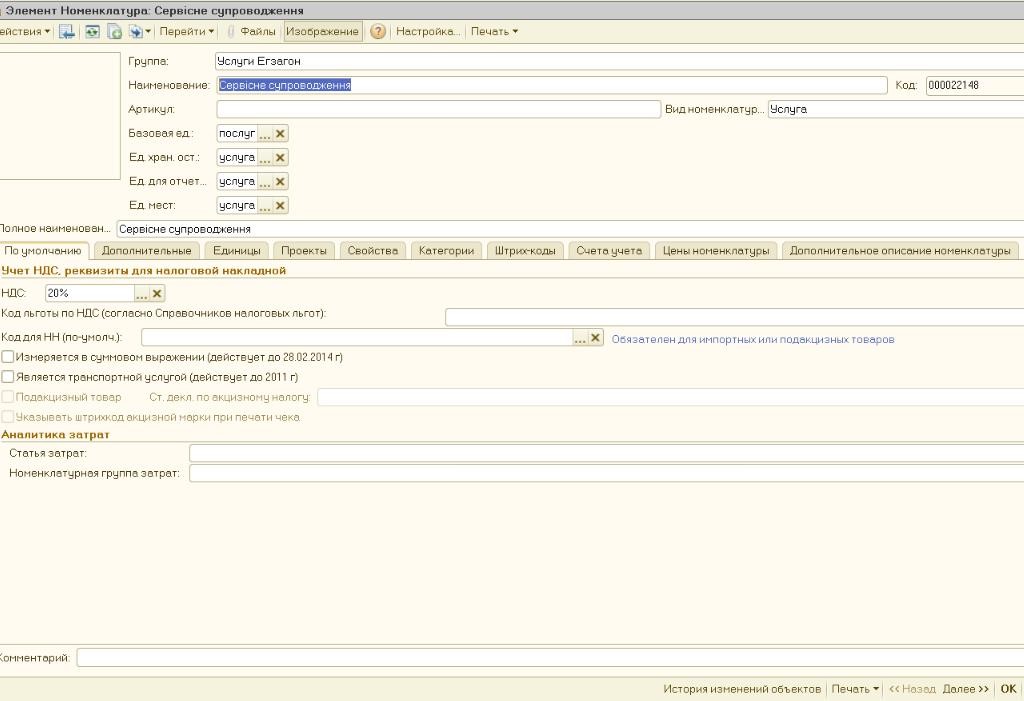 Элемент Номенклатура: Сервісне супроводження
ействия Перейти Файлы Изображение Настройка... Печать
Группа: Услуги Егзагон
Наименование: Сервісне супроводження Код: 000022148
Артикул: Вид номенклатур... Услуга
Базовая ед.: послуг ...
Ед. хран. ост.: услуга ...
Ед. для отчет... услуга ...
Ед. мест: услуга ...
Полное наименован... Сервісне супроводження
По умолчанию Дополнительные Единицы Проекты Свойства Категории Штрих-коды Счета учета Цены номенклатуры Дополнительное описание номенклатуры
Учет НДС, реквизиты для налоговой накладной
НДС: 20% ...
Код льготы по НДС (согласно Справочников налоговых льгот):
Код для НН (по-умолч.): ... Обязателен для импортных или подакцизных товаров
Измеряется в суммовом выражении (действует до 28.02.2014 г)
Является транспортной услугой (действует до 2011 г)
Подакцизный товар Ст. декл. по акцизному налогу:
Указывать штрихкод акцизной марки при печати чека
Аналитика затрат
Статья затрат:
Номенклатурная группа затрат:
Комментарий:
История изменений объектов Печать << Назад Далее >> OK